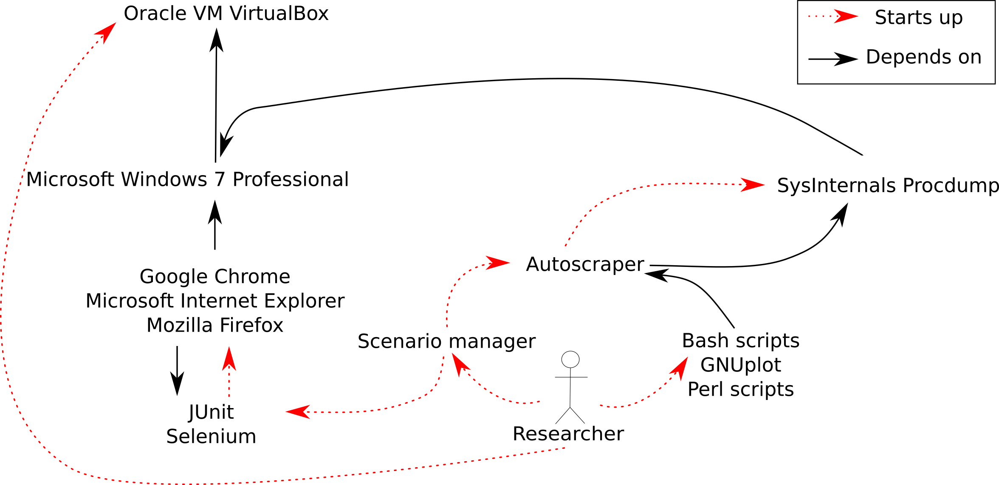 Oracle VM VirtualBox
Starts up
Depends on
Microsoft Windows 7 Professional
SysInternals Procdump
Google Chrome
Microsoft Internet Explorer
Mozilla Firefox
Autoscraper
Scenario manager
Bash scripts
GNUplot
Perl scripts
JUnit
Selenium
Researcher